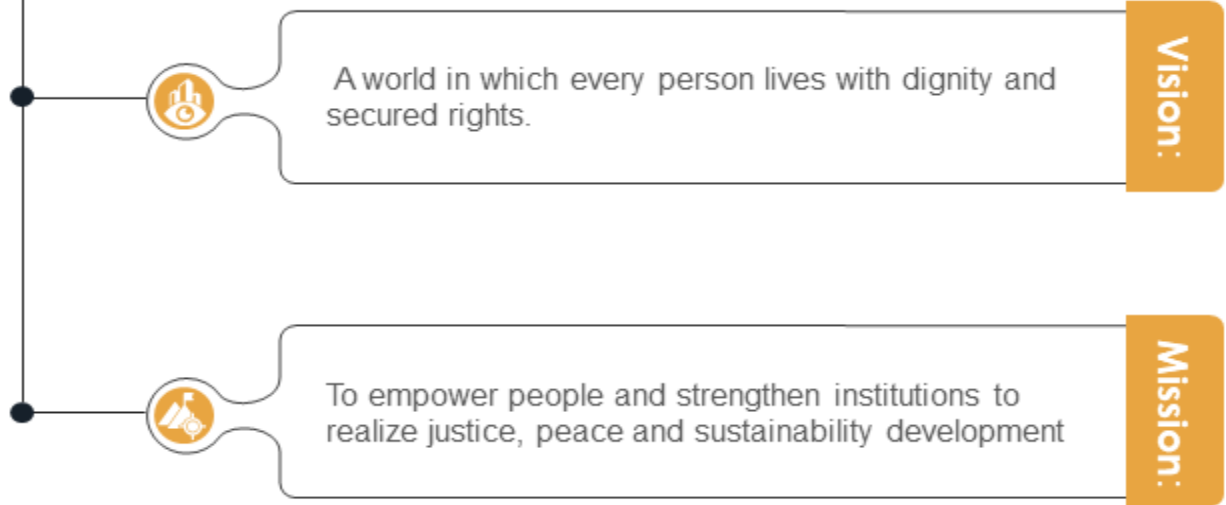 Vision:
A world in which every person lives with dignity and
secured rights.
Mission:
To empower people and strengthen institutions to
realize justice, peace and sustainability development